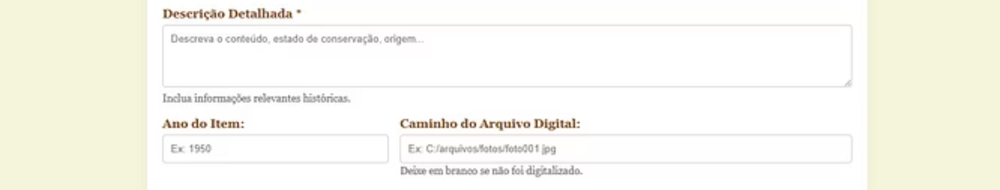 Descrição Detalhada *
Descreva o conteúdo, estado de conservação, origem...
Inclua informações relevantes históricas.
Ano do Item:
Caminho do Arquivo Digital:
Ex: 1950
Ex: C:/arquivos/fotos/foto001.jpg
Deixe em branco se não foi digitalizado.